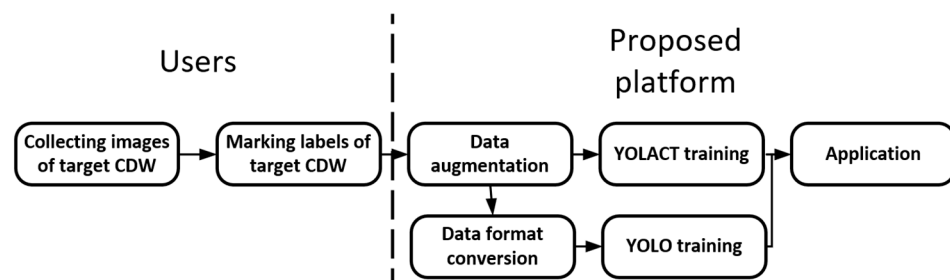 Users
Proposed
platform
Collecting images
of target CDW
Marking labels of
target CDW
Data
augmentation
YOLACT training
Application
Data format
conversion
YOLO training